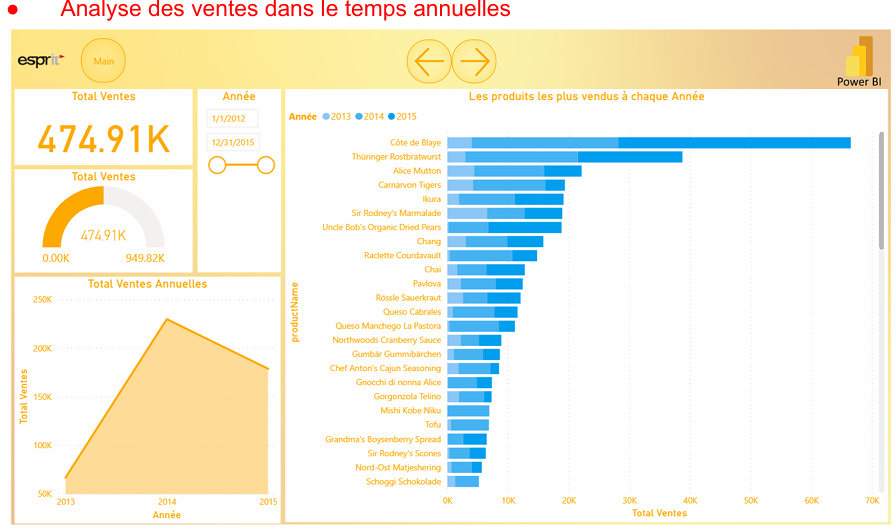 ● Analyse des ventes dans le temps annuelles
esprit
Main
Power BI
Total Ventes
474.91K
Total Ventes
474.91K
0.00K
949.82K
Année
1/1/2012
12/31/2015
Total Ventes Annuelles
250K
200K
150K
100K
50K
Total Ventes
2013
2014
2015
Année
Les produits les plus vendus à chaque Année
Année 2013 2014 2015
productName
Côte de Blaye
Thüringer Rostbratwurst
Alice Mutton
Carnarvon Tigers
Ikura
Sir Rodney's Marmalade
Uncle Bob's Organic Dried Pears
Chang
Raclette Courdavault
Chai
Pavlova
Rössle Sauerkraut
Queso Cabrales
Queso Manchego La Pastora
Northwoods Cranberry Sauce
Gumbär Gummibärchen
Chef Anton's Cajun Seasoning
Gnocchi di nonna Alice
Gorgonzola Telino
Mishi Kobe Niku
Tofu
Grandma's Boysenberry Spread
Sir Rodney's Scones
Nord-Ost Matjeshering
Schoggi Schokolade
0K
10K
20K
30K
40K
50K
60K
70K
Total Ventes